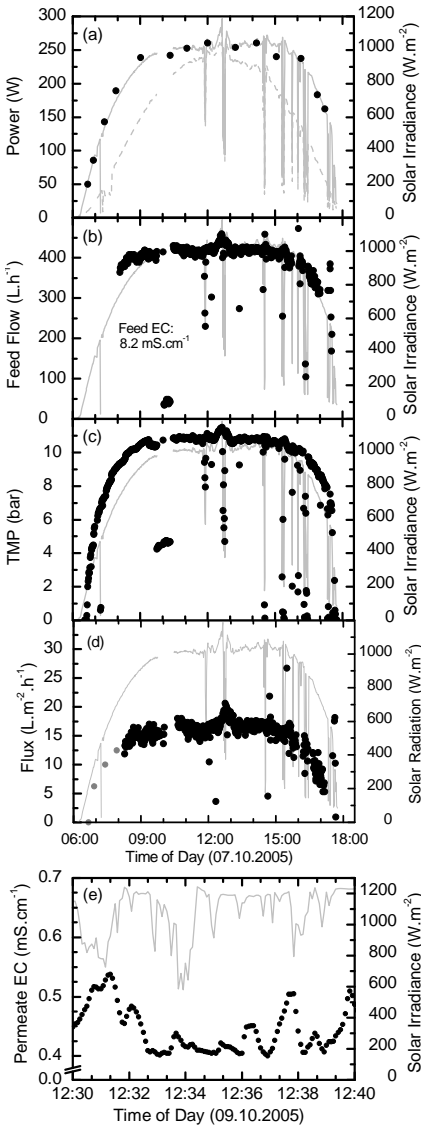 (a)
Power (W)
300
250
200
150
100
50
0
1200
1000
800
600
400
200
0
Solar Irradiance (W.m-2)
(b)
Feed Flow (L.h-1)
400
300
200
100
0
Feed EC:
8.2 mS.cm-1
1000
800
600
400
200
0
Solar Irradiance (W.m-2)
(c)
TMP (bar)
10
8
6
4
2
0
1000
800
600
400
200
0
Solar Irradiance (W.m-2)
(d)
Flux (L.m-2.h-1)
30
25
20
15
10
5
0
1000
800
600
400
200
0
Solar Radiation (W.m-2)
06:00 09:00 12:00 15:00 18:00
Time of Day (07.10.2005)
(e)
Permeate EC (mS.cm-1)
0.7
0.6
0.5
0.4
0.0
1200
1000
800
600
400
200
0
Solar Irradiance (W.m-2)
12:30 12:32 12:34 12:36 12:38 12:40
Time of Day (09.10.2005)